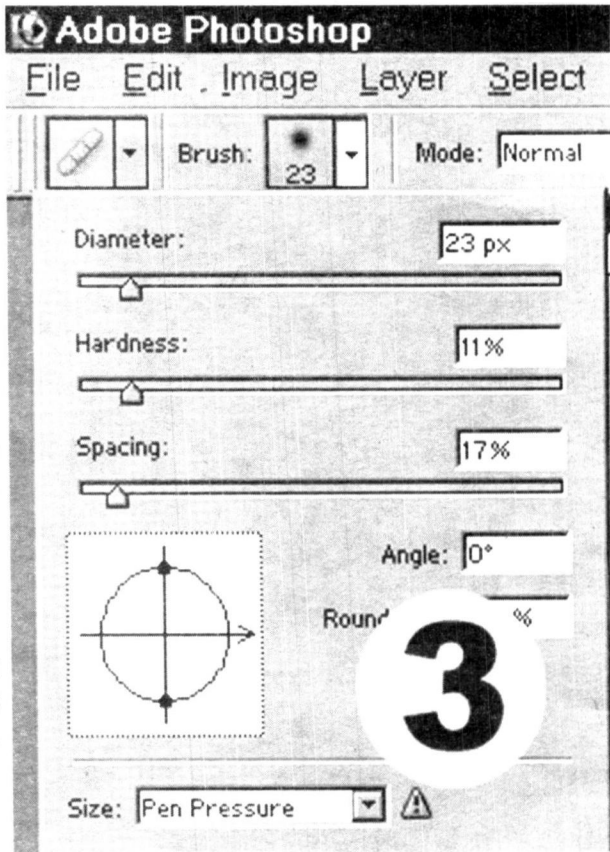 Adobe Photoshop
File Edit Image Layer Select
Brush: 23 Mode: Normal
Diameter: 23 px
Hardness: 11%
Spacing: 17%
Angle: 0°
Round %
3
Size: Pen Pressure